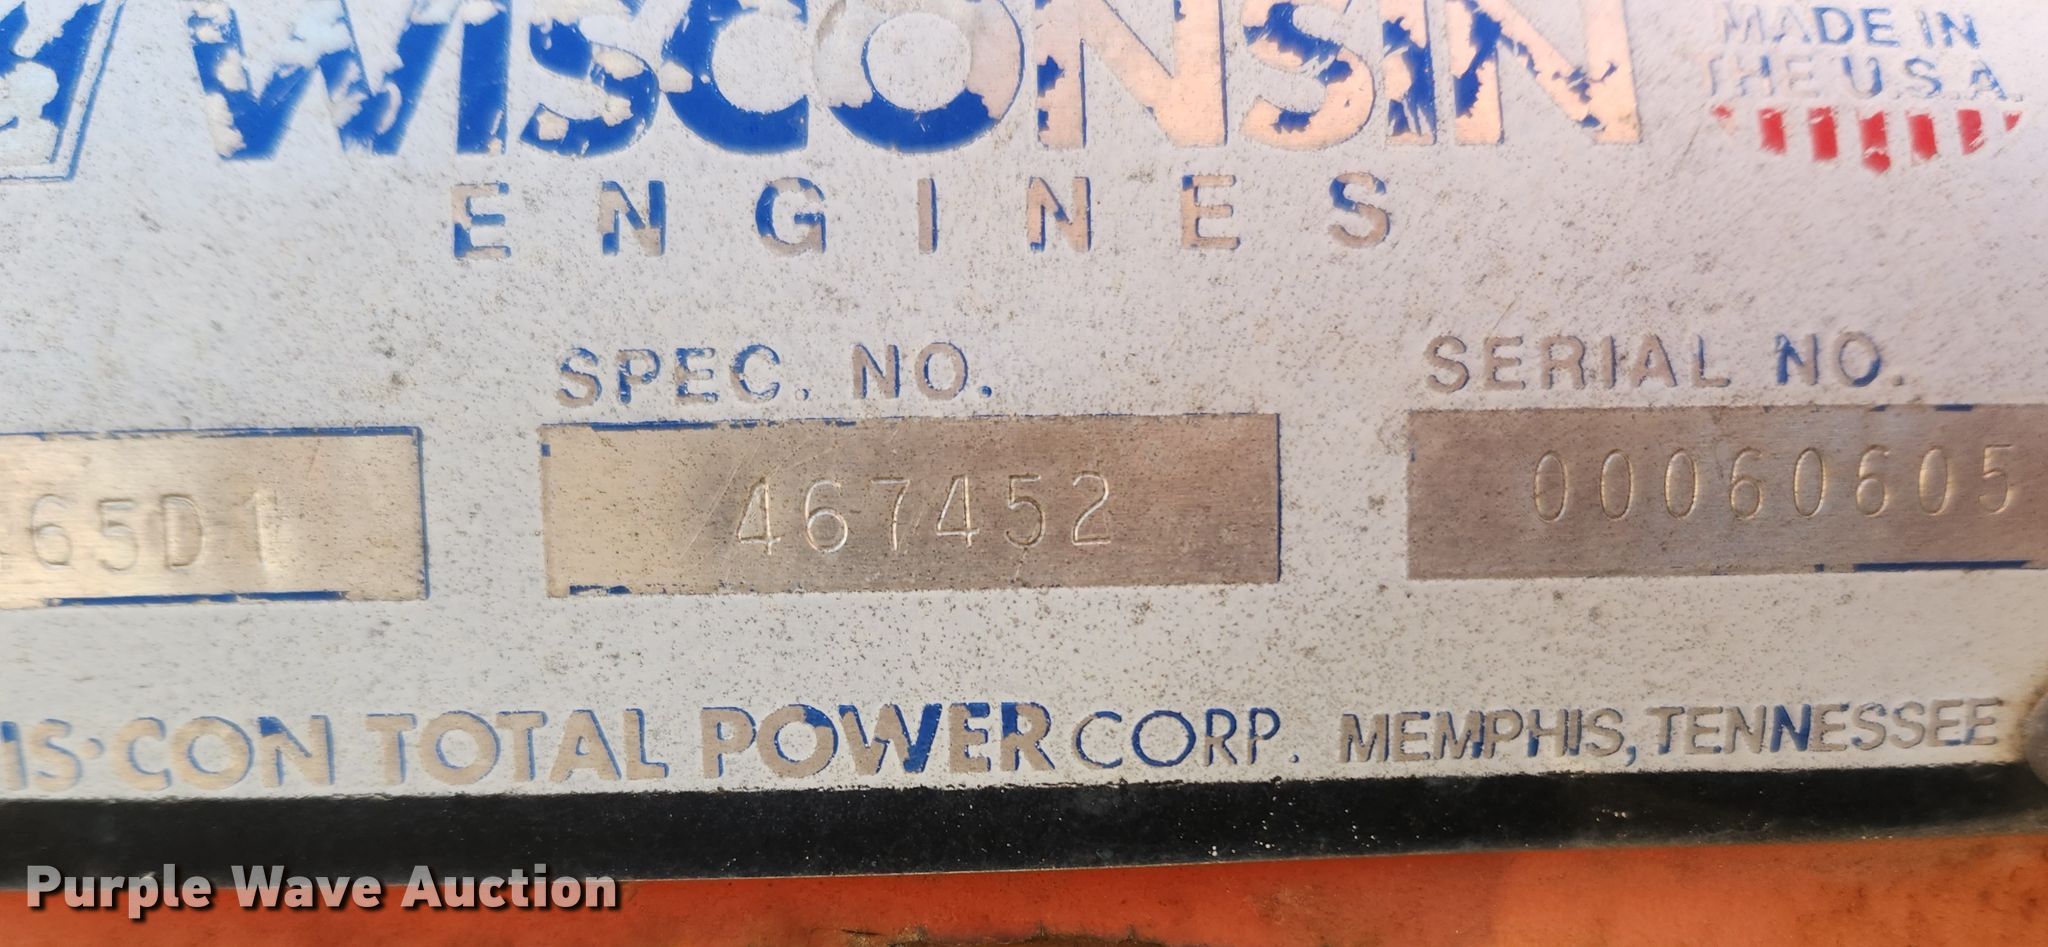 WISCONSIN
ENGINES
MADE IN
THE U.S.A.
SPEC. NO.
SERIAL NO.
65D1
467452
00060605
IS·CON TOTAL POWER CORP. MEMPHIS, TENNESSEE
Purple Wave Auction